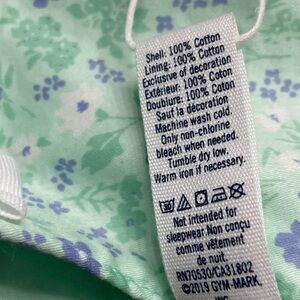 Shell: 100% Cotton
Lining: 100% Cotton
Exclusive of decoration
Extérieur: 100% Coton
Doublure: 100% Coton
Sauf la décoration
Machine wash cold
Only non-chlorine
bleach when needed.
Tumble dry low.
Warm iron if necessary.
Not intended for
sleepwear. Non conçu
comme vêtement
de nuit.
RN70530/CA31802
©2019 GYM-MARK,